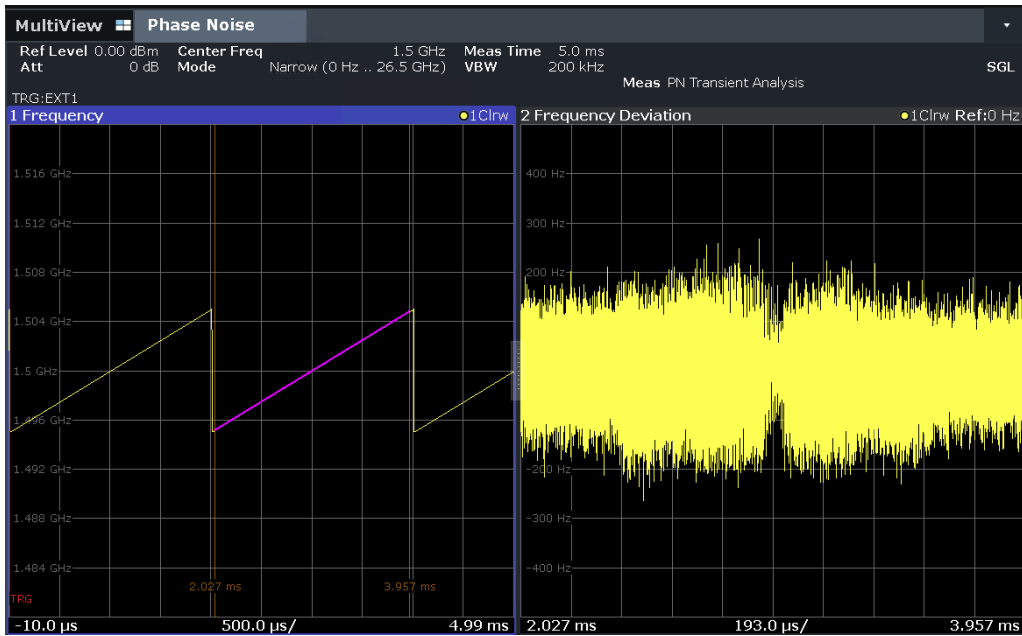 MultiView Phase Noise
Ref Level 0.00 dBm Center Freq 1.5 GHz Meas Time 5.0 ms
Att 0 dB Mode Narrow (0 Hz .. 26.5 GHz) VBW 200 kHz SGL
Meas PN Transient Analysis
TRG:EXT1
1 Frequency 1Clrw
1.516 GHz
1.512 GHz
1.508 GHz
1.504 GHz
1.5 GHz
1.496 GHz
1.492 GHz
1.488 GHz
1.484 GHz
2.027 ms 3.957 ms
TRG
-10.0 µs 500.0 µs/ 4.99 ms
2 Frequency Deviation 1Clrw Ref:0 Hz
400 Hz
300 Hz
200 Hz
-200 Hz
-300 Hz
-400 Hz
2.027 ms 193.0 µs/ 3.957 ms